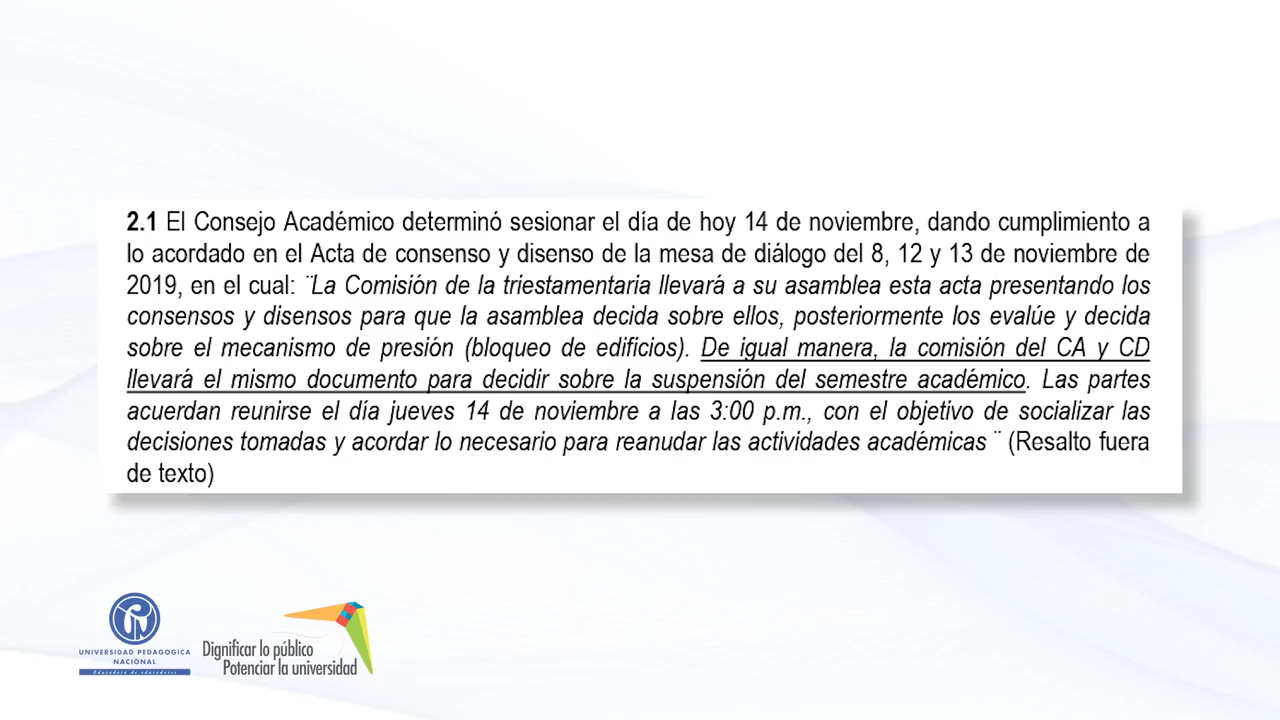 2.1 El Consejo Académico determinó sesionar el día de hoy 14 de noviembre, dando cumplimiento a
lo acordado en el Acta de consenso y disenso de la mesa de diálogo del 8, 12 y 13 de noviembre de
2019, en el cual: ¨La Comisión de la triestamentaria llevará a su asamblea esta acta presentando los
consensos y disensos para que la asamblea decida sobre ellos, posteriormente los evalúe y decida
sobre el mecanismo de presión (bloqueo de edificios). De igual manera, la comisión del CA y CD
llevará el mismo documento para decidir sobre la suspensión del semestre académico. Las partes
acuerdan reunirse el día jueves 14 de noviembre a las 3:00 p.m., con el objetivo de socializar las
decisiones tomadas y acordar lo necesario para reanudar las actividades académicas ¨ (Resalto fuera
de texto)
UNIVERSIDAD PEDAGOGICA
NACIONAL
Educadora de educadores
Dignificar lo público
Potenciar la universidad